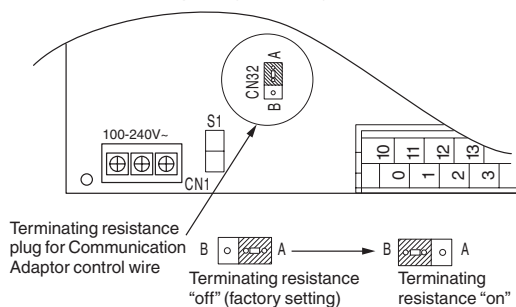 A
CN32
B
S1
100-240V~
CN1
10 11 12 13
0 1 2 3
Terminating resistance
plug for Communication
Adaptor control wire
B A B A
Terminating resistance
"off" (factory setting)
Terminating
resistance "on"